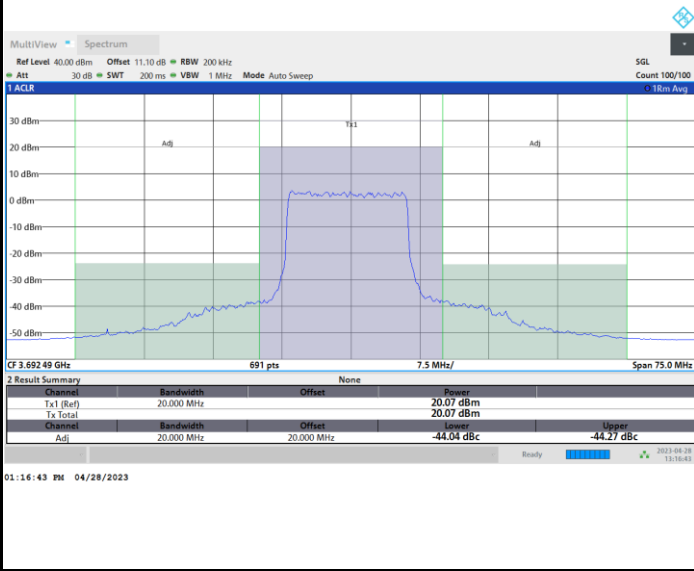 MultiView Spectrum
Ref Level 40.00 dBm Offset 11.10 dB RBW 200 kHz SGL
Att 30 dB SWT 200 ms VBW 1 MHz Mode Auto Sweep Count 100/100
1 ACLR 1Rm Avg
Tx1
30 dBm
Adj Adj
20 dBm
10 dBm
0 dBm
-10 dBm
-20 dBm
-30 dBm
-40 dBm
-50 dBm
CF 3.692 49 GHz 691 pts 7.5 MHz/ Span 75.0 MHz
2 Result Summary None
Channel Bandwidth Offset Power
Tx1 (Ref) 20.000 MHz 20.07 dBm
Tx Total 20.07 dBm
Channel Bandwidth Offset Lower Upper
Adj 20.000 MHz 20.000 MHz -44.04 dBc -44.27 dBc
Ready 2023-04-28
13:16:43
01:16:43 PM 04/28/2023